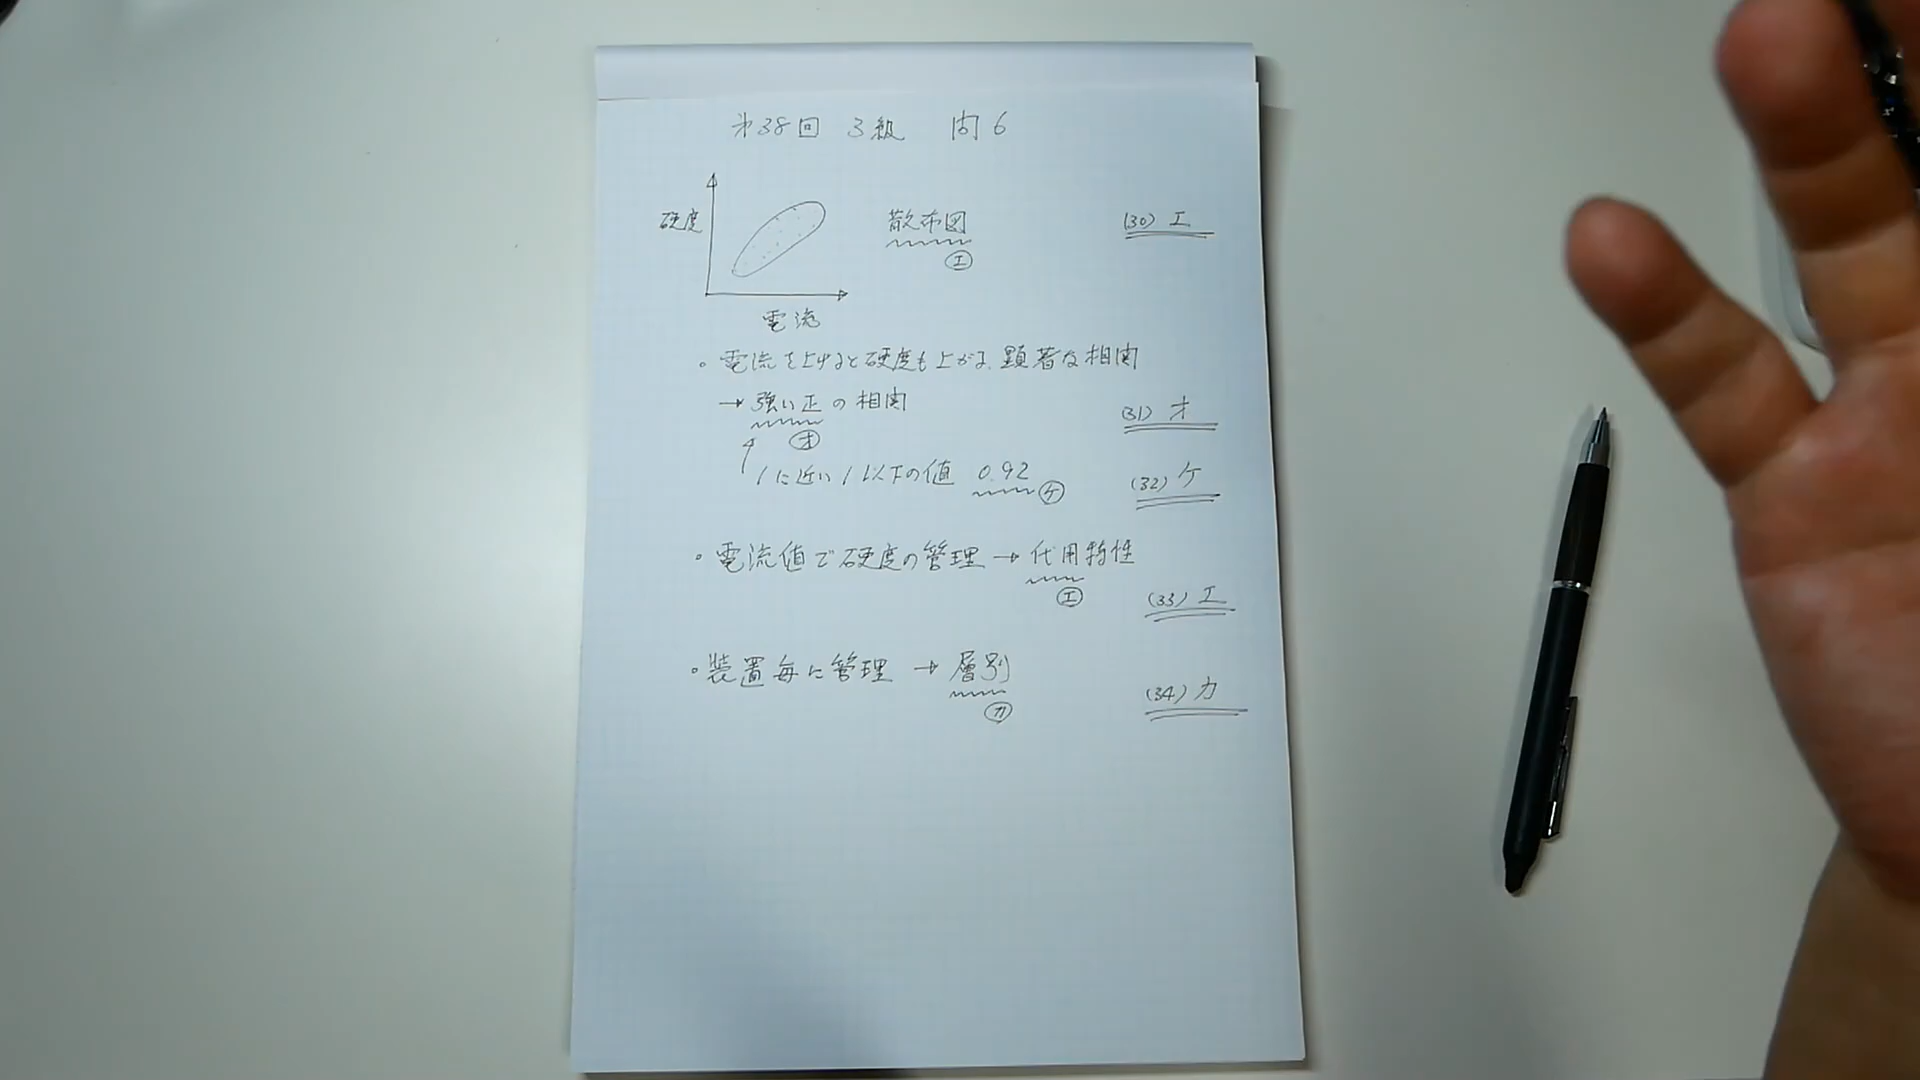 第38回 3級 問6
硬度
散布図
(30) エ
エ
電流
。電流を上げると硬度も上がる、顕著な相関
→ 強い正の相関
(31) オ
オ
1に近い1以下の値 0.92
ケ
(32) ケ
・電流値で硬度の管理 → 代用特性
エ
(33) エ
・装置毎に管理 → 層別
カ
(34) カ